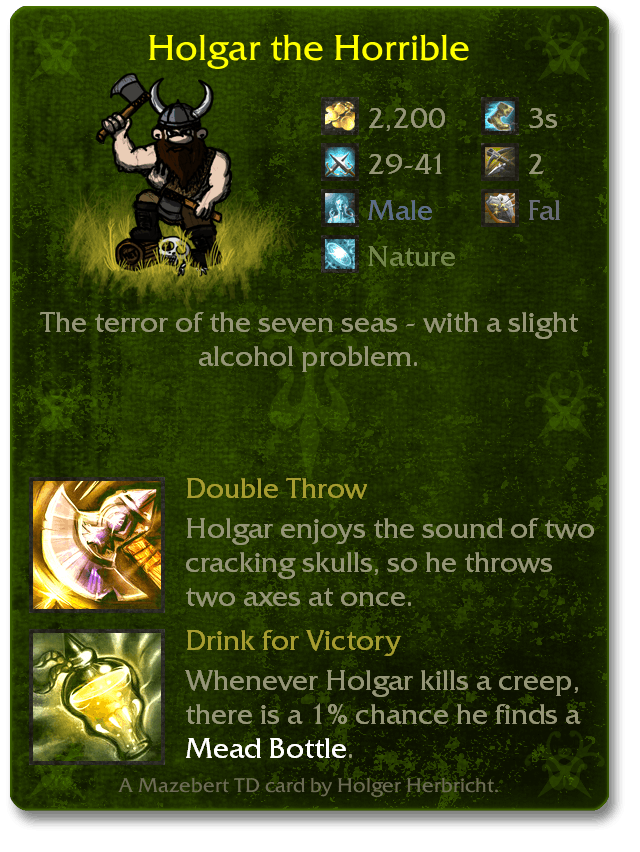 Holgar the Horrible
2,200 3s
29-41 2
Male Fal
Nature
The terror of the seven seas - with a slight
alcohol problem.
Double Throw
Holgar enjoys the sound of two
cracking skulls, so he throws
two axes at once.
Drink for Victory
Whenever Holgar kills a creep,
there is a 1% chance he finds a
Mead Bottle.
A Mazebert TD card by Holger Herbricht.